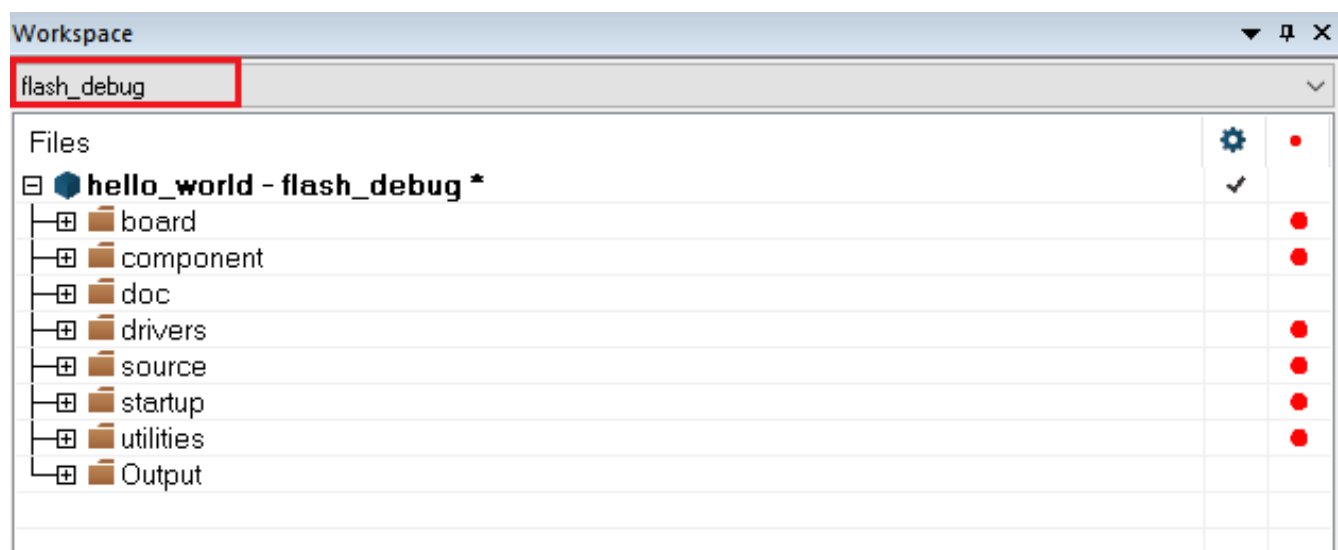 Workspace
flash_debug
Files
hello_world - flash_debug *
board
component
doc
drivers
source
startup
utilities
Output